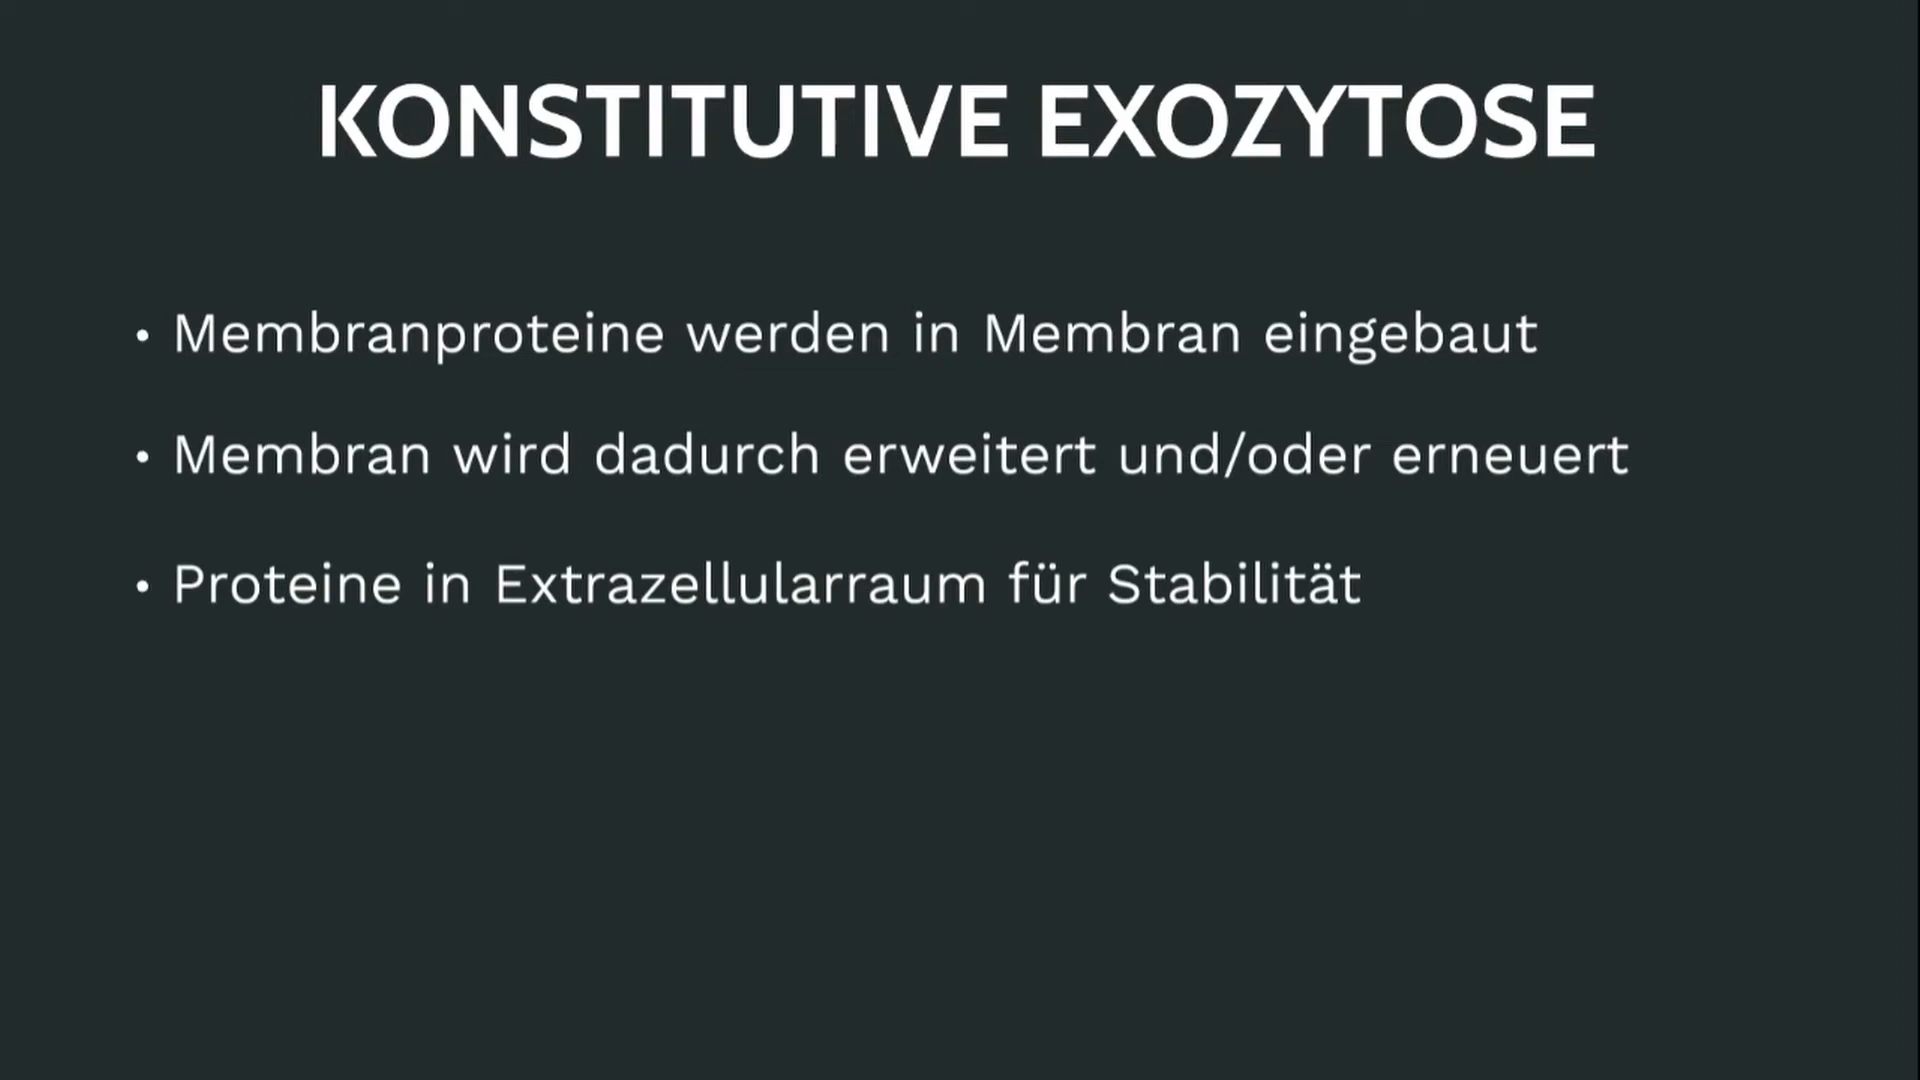 KONSTITUTIVE EXOZYTOSE
• Membranproteine werden in Membran eingebaut
• Membran wird dadurch erweitert und/oder erneuert
• Proteine in Extrazellularraum für Stabilität